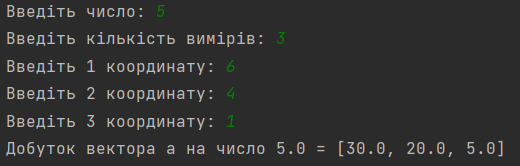 Введіть число: 5
Введіть кількість вимірів: 3
Введіть 1 координату: 6
Введіть 2 координату: 4
Введіть 3 координату: 1
Добуток вектора a на число 5.0 = [30.0, 20.0, 5.0]